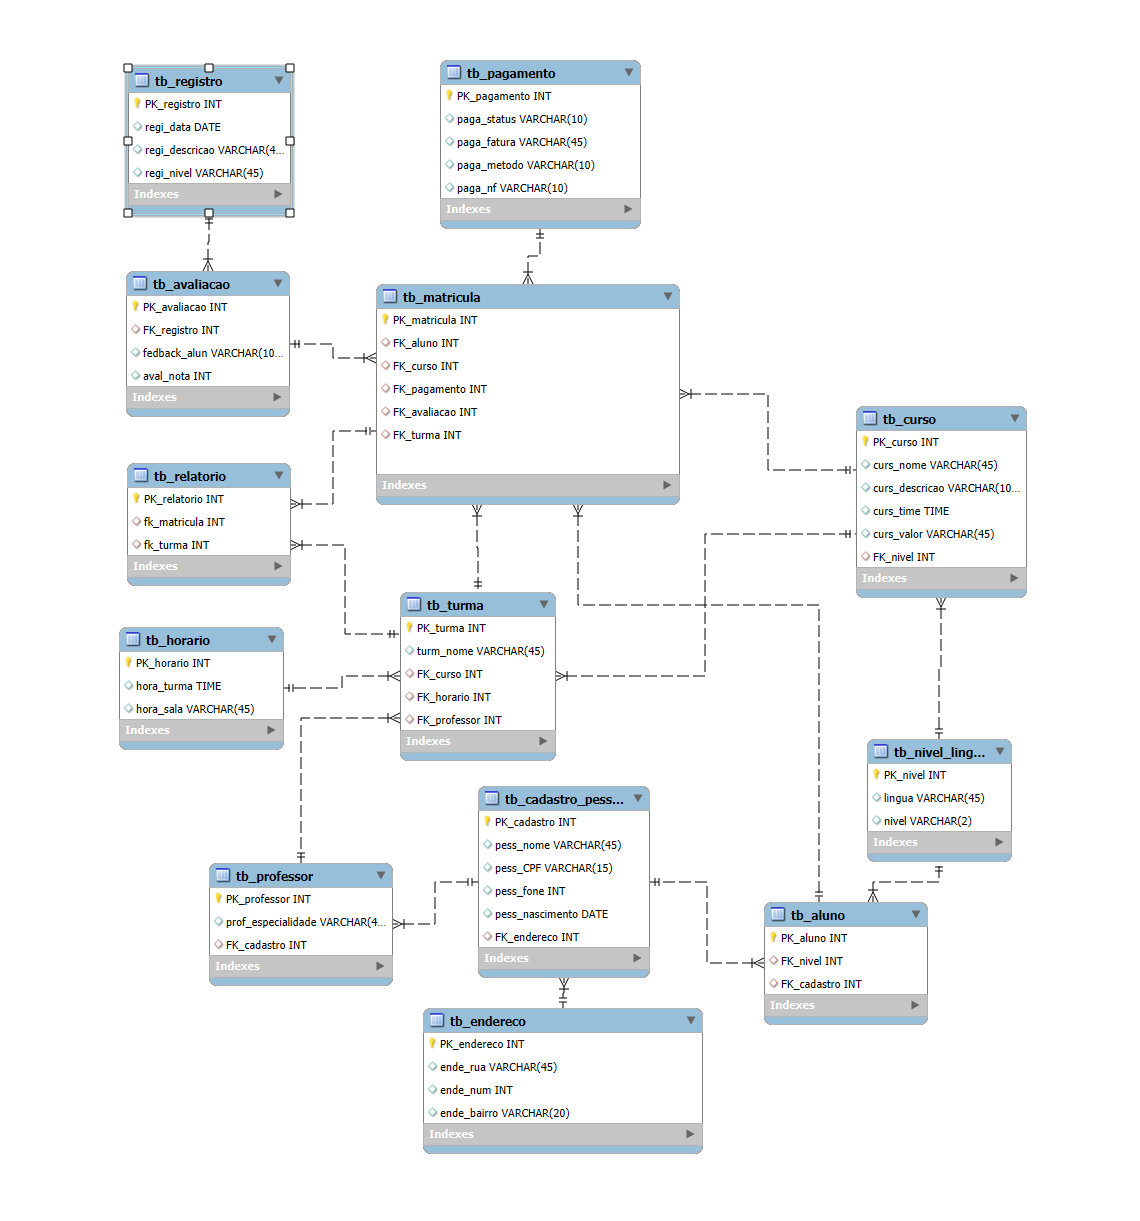 tb_registro
PK_registro INT
regi_data DATE
regi_descricao VARCHAR(4...
regi_nivel VARCHAR(45)
Indexes
tb_pagamento
PK_pagamento INT
paga_status VARCHAR(10)
paga_fatura VARCHAR(45)
paga_metodo VARCHAR(10)
paga_nf VARCHAR(10)
Indexes
tb_avaliacao
PK_avaliacao INT
FK_registro INT
fedback_alun VARCHAR(10...
aval_nota INT
Indexes
tb_matricula
PK_matricula INT
FK_aluno INT
FK_curso INT
FK_pagamento INT
FK_avaliacao INT
FK_turma INT
Indexes
tb_curso
PK_curso INT
curs_nome VARCHAR(45)
curs_descricao VARCHAR(10...
curs_time TIME
curs_valor VARCHAR(45)
FK_nivel INT
Indexes
tb_relatorio
PK_relatorio INT
fk_matricula INT
fk_turma INT
Indexes
tb_turma
PK_turma INT
turm_nome VARCHAR(45)
FK_curso INT
FK_horario INT
FK_professor INT
Indexes
tb_horario
PK_horario INT
hora_turma TIME
hora_sala VARCHAR(45)
Indexes
tb_nivel_ling...
PK_nivel INT
lingua VARCHAR(45)
nivel VARCHAR(2)
Indexes
tb_cadastro_pess...
PK_cadastro INT
pess_nome VARCHAR(45)
pess_CPF VARCHAR(15)
pess_fone INT
pess_nascimento DATE
FK_endereco INT
Indexes
tb_professor
PK_professor INT
prof_especialidade VARCHAR(4...
FK_cadastro INT
Indexes
tb_aluno
PK_aluno INT
FK_nivel INT
FK_cadastro INT
Indexes
tb_endereco
PK_endereco INT
ende_rua VARCHAR(45)
ende_num INT
ende_bairro VARCHAR(20)
Indexes